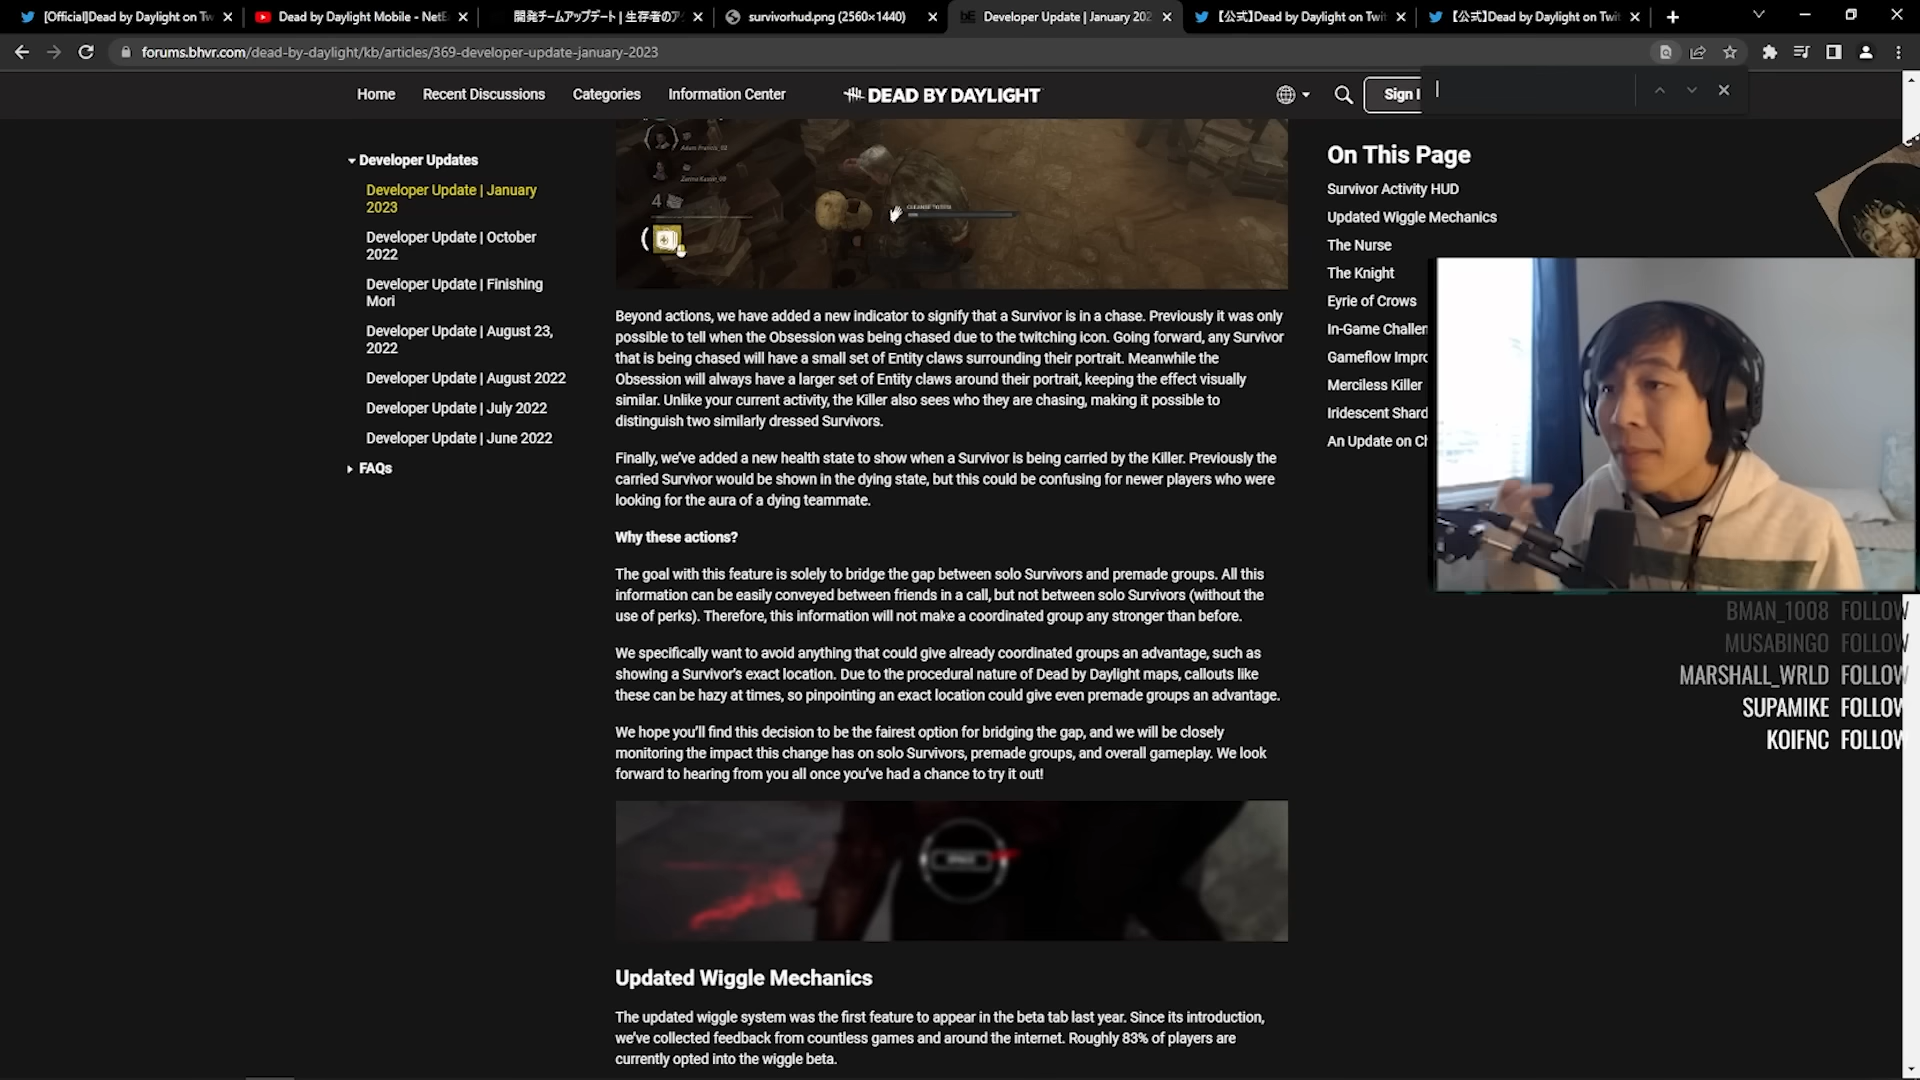 [Official]Dead by Daylight on Tw
Dead by Daylight Mobile - NetE
開発チームアップデート | 生存者のア
survivorhud.png (2560×1440)
Developer Update | January 202
【公式】Dead by Daylight on Twit
【公式】Dead by Daylight on Twit
forums.bhvr.com/dead-by-daylight/kb/articles/369-developer-update-january-2023
Home
Recent Discussions
Categories
Information Center
DEAD BY DAYLIGHT
Sign I
Developer Updates
Developer Update | January
2023
Developer Update | October
2022
Developer Update | Finishing
Mori
Developer Update | August 23,
2022
Developer Update | August 2022
Developer Update | July 2022
Developer Update | June 2022
FAQs
4
CLEANSE TOTEM
Beyond actions, we have added a new indicator to signify that a Survivor is in a chase. Previously it was only
possible to tell when the Obsession was being chased due to the twitching icon. Going forward, any Survivor
that is being chased will have a small set of Entity claws surrounding their portrait. Meanwhile the
Obsession will always have a larger set of Entity claws around their portrait, keeping the effect visually
similar. Unlike your current activity, the Killer also sees who they are chasing, making it possible to
distinguish two similarly dressed Survivors.
Finally, we've added a new health state to show when a Survivor is being carried by the Killer. Previously the
carried Survivor would be shown in the dying state, but this could be confusing for newer players who were
looking for the aura of a dying teammate.
Why these actions?
The goal with this feature is solely to bridge the gap between solo Survivors and premade groups. All this
information can be easily conveyed between friends in a call, but not between solo Survivors (without the
use of perks). Therefore, this information will not make a coordinated group any stronger than before.
We specifically want to avoid anything that could give already coordinated groups an advantage, such as
showing a Survivor's exact location. Due to the procedural nature of Dead by Daylight maps, callouts like
these can be hazy at times, so pinpointing an exact location could give even premade groups an advantage.
We hope you'll find this decision to be the fairest option for bridging the gap, and we will be closely
monitoring the impact this change has on solo Survivors, premade groups, and overall gameplay. We look
forward to hearing from you all once you've had a chance to try it out!
Updated Wiggle Mechanics
The updated wiggle system was the first feature to appear in the beta tab last year. Since its introduction,
we've collected feedback from countless games and around the internet. Roughly 83% of players are
currently opted into the wiggle beta.
On This Page
Survivor Activity HUD
Updated Wiggle Mechanics
The Nurse
The Knight
Eyrie of Crows
In-Game Challen
Gameflow Impro
Merciless Killer
Iridescent Shard
An Update on Ch
BMAN_1008 FOLLOW
MUSABINGO FOLLOW
MARSHALL_WRLD FOLLOW
SUPAMIKE FOLLOW
KOIFNC FOLLOW